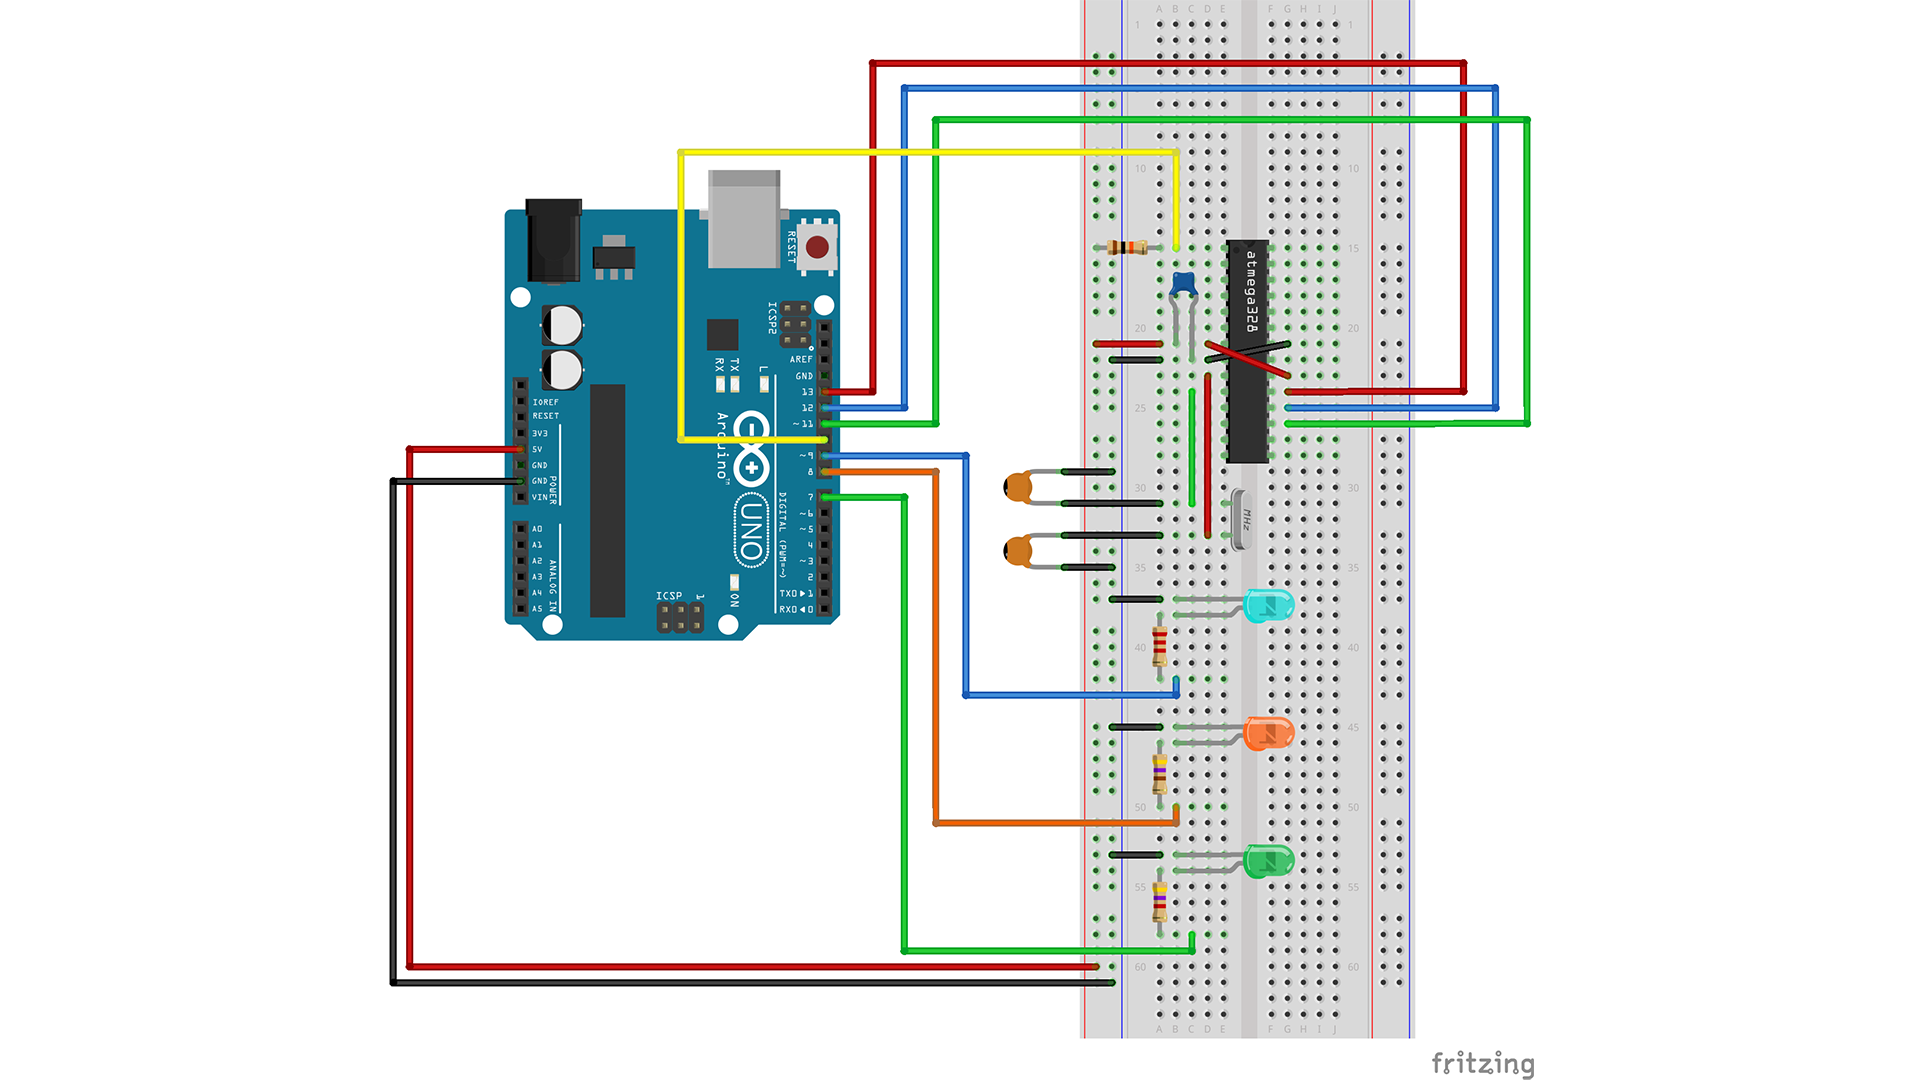 A B C D E F G H I J
1 1
10
15 15
20 20
25 25
30 30
35 35
40 40
45
50 50
55 55
60 60
A B C D E F G H I J
RESET
ICSP2
AREF
GND
13
12
~11
~9
8
7
~6
~5
4
~3
2
TX0▶1
RX0◀0
DIGITAL (PWM=~)
RX
TX
L
Arduino™
UNO
ON
ICSP
1
IOREF
RESET
3V3
5V
GND
GND
VIN
POWER
A0
A1
A2
A3
A4
A5
ANALOG IN
atmega328
MHz
fritzing